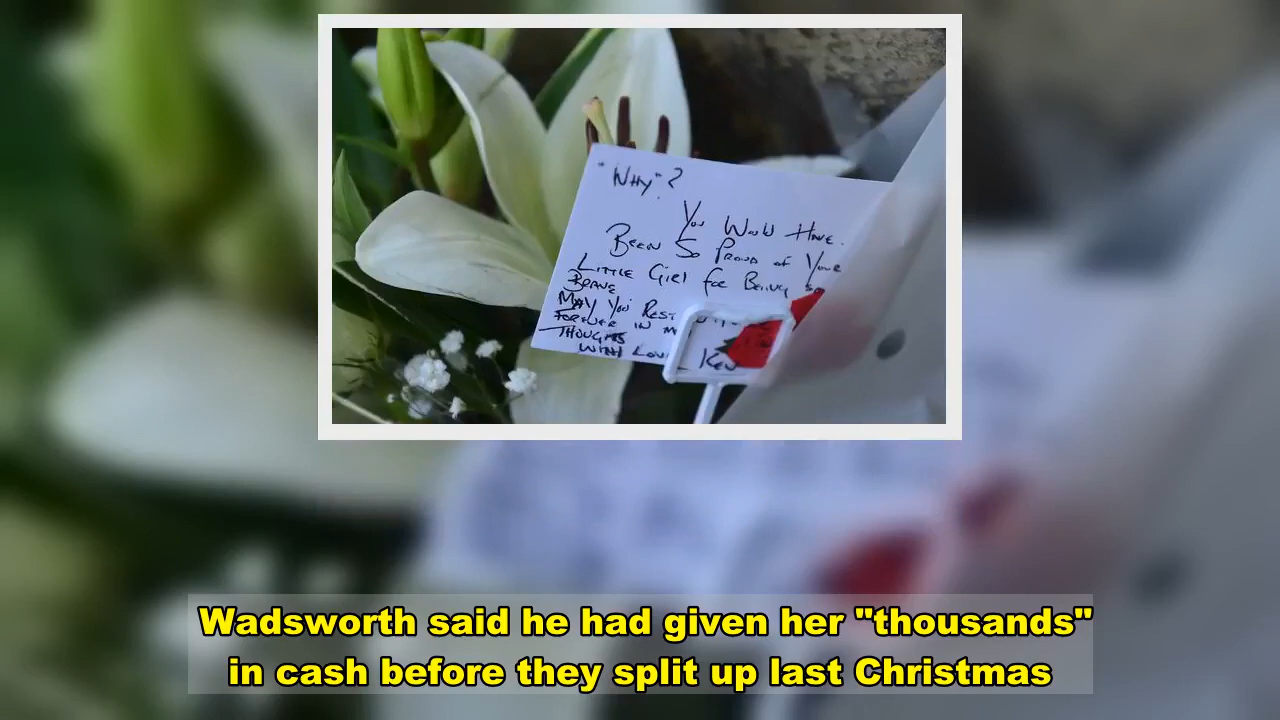 "Why"?
You Would Have
Been So Proud of Your
Little Girl for Being so
Brave
May You Rest
Forever in my
Thoughts
With Love Ken
Wadsworth said he had given her "thousands"
in cash before they split up last Christmas